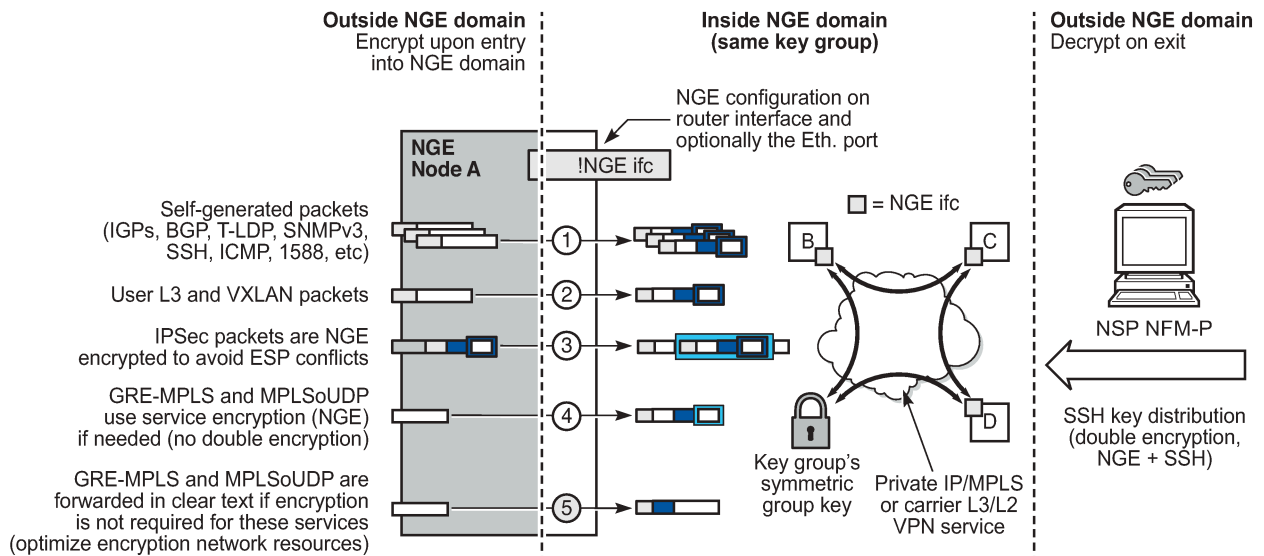 Outside NGE domain
Encrypt upon entry
into NGE domain
Inside NGE domain
(same key group)
Outside NGE domain
Decrypt on exit
NGE configuration on
router interface and
optionally the Eth. port
NGE
Node A
!NGE ifc
Self-generated packets
(IGPs, BGP, T-LDP, SNMPv3,
SSH, ICMP, 1588, etc)
1
User L3 and VXLAN packets
2
IPSec packets are NGE
encrypted to avoid ESP conflicts
3
GRE-MPLS and MPLSoUDP
use service encryption (NGE)
if needed (no double encryption)
4
GRE-MPLS and MPLSoUDP are
forwarded in clear text if encryption
is not required for these services
(optimize encryption network resources)
5
= NGE ifc
B
C
D
Key group's
symmetric
group key
Private IP/MPLS
or carrier L3/L2
VPN service
NSP NFM-P
SSH key distribution
(double encryption,
NGE + SSH)